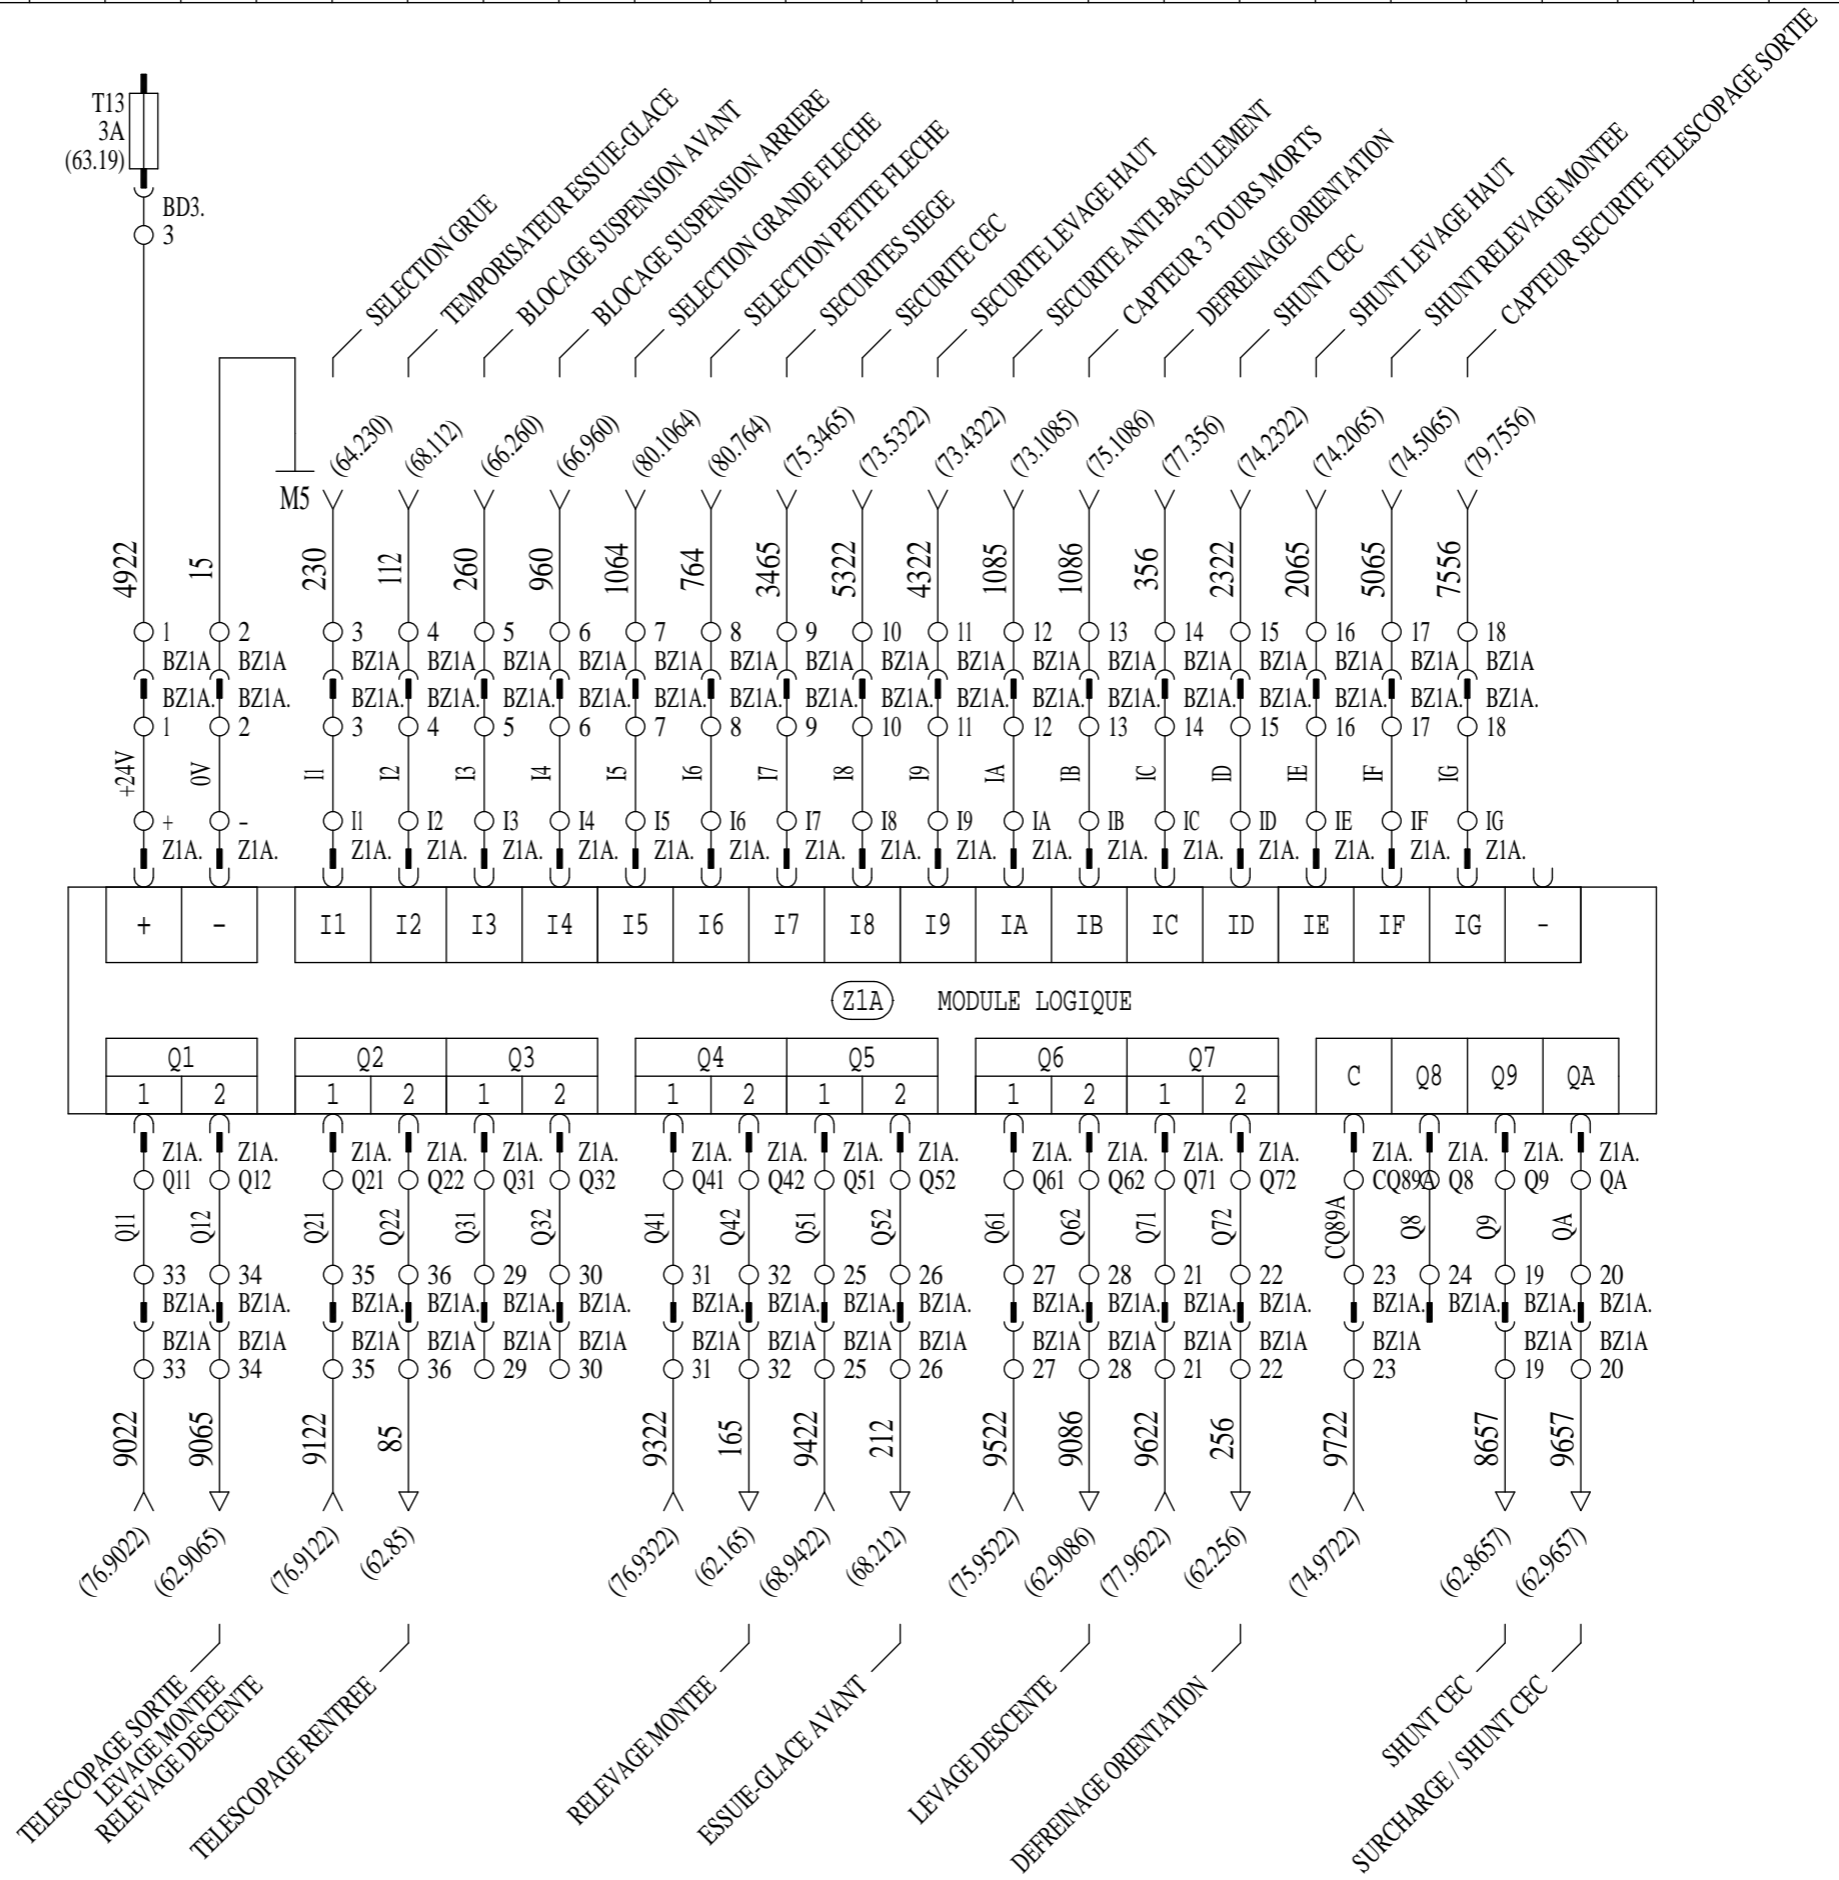 T13
3A
(63.19)
BD3.
3
SELECTION GRUE
TEMPORISATEUR ESSUIE-GLACE
BLOCAGE SUSPENSION AVANT
BLOCAGE SUSPENSION ARRIERE
SELECTION GRANDE FLECHE
SELECTION PETITE FLECHE
SECURITES SIEGE
SECURITE CEC
SECURITE LEVAGE HAUT
SECURITE ANTI-BASCULEMENT
CAPTEUR 3 TOURS MORTS
DEFREINAGE ORIENTATION
SHUNT CEC
SHUNT LEVAGE HAUT
SHUNT RELEVAGE MONTEE
CAPTEUR SECURITE TELESCOPAGE SORTIE
M5
(64.230) (68.112) (66.260) (66.960) (80.1064) (80.764) (75.3465) (73.5322) (73.4322) (73.1085) (75.1086) (77.356) (74.2322) (74.2065) (74.5065) (79.7556)
4922 15 230 112 260 960 1064 764 3465 5322 4322 1085 1086 356 2322 2065 5065 7556
1 2 3 4 5 6 7 8 9 10 11 12 13 14 15 16 17 18
BZ1A BZ1A BZ1A BZ1A BZ1A BZ1A BZ1A BZ1A BZ1A BZ1A BZ1A BZ1A BZ1A BZ1A BZ1A BZ1A BZ1A BZ1A
BZ1A. BZ1A. BZ1A. BZ1A. BZ1A. BZ1A. BZ1A. BZ1A. BZ1A. BZ1A. BZ1A. BZ1A. BZ1A. BZ1A. BZ1A. BZ1A. BZ1A. BZ1A.
1 2 3 4 5 6 7 8 9 10 11 12 13 14 15 16 17 18
+24V 0V I1 I2 I3 I4 I5 I6 I7 I8 I9 IA IB IC ID IE IF IG
+ - I1 I2 I3 I4 I5 I6 I7 I8 I9 IA IB IC ID IE IF IG
Z1A. Z1A. Z1A. Z1A. Z1A. Z1A. Z1A. Z1A. Z1A. Z1A. Z1A. Z1A. Z1A. Z1A. Z1A. Z1A. Z1A. Z1A.
+ - I1 I2 I3 I4 I5 I6 I7 I8 I9 IA IB IC ID IE IF IG -
Z1A MODULE LOGIQUE
Q1 Q2 Q3 Q4 Q5 Q6 Q7 C Q8 Q9 QA
1 2 1 2 1 2 1 2 1 2 1 2 1 2
Z1A. Z1A. Z1A. Z1A. Z1A. Z1A. Z1A. Z1A. Z1A. Z1A. Z1A. Z1A. Z1A. Z1A. Z1A. Z1A. Z1A. Z1A.
Q11 Q12 Q21 Q22 Q31 Q32 Q41 Q42 Q51 Q52 Q61 Q62 Q71 Q72 CQ89A Q8 Q9 QA
Q11 Q12 Q21 Q22 Q31 Q32 Q41 Q42 Q51 Q52 Q61 Q62 Q71 Q72 CQ89A Q8 Q9 QA
33 34 35 36 29 30 31 32 25 26 27 28 21 22 23 24 19 20
BZ1A. BZ1A. BZ1A. BZ1A. BZ1A. BZ1A. BZ1A. BZ1A. BZ1A. BZ1A. BZ1A. BZ1A. BZ1A. BZ1A. BZ1A. BZ1A. BZ1A. BZ1A.
BZ1A BZ1A BZ1A BZ1A BZ1A BZ1A BZ1A BZ1A BZ1A BZ1A BZ1A BZ1A BZ1A BZ1A BZ1A BZ1A BZ1A
33 34 35 36 29 30 31 32 25 26 27 28 21 22 23 19 20
9022 9065 9122 85 9322 165 9422 212 9522 9086 9622 256 9722 8657 9657
(76.9022) (62.9065) (76.9122) (62.85) (76.9322) (62.165) (68.9422) (68.212) (75.9522) (62.9086) (77.9622) (62.256) (74.9722) (62.8657) (62.9657)
TELESCOPAGE SORTIE
LEVAGE MONTEE
RELEVAGE DESCENTE
TELESCOPAGE RENTREE
RELEVAGE MONTEE
ESSUIE-GLACE AVANT
LEVAGE DESCENTE
DEFREINAGE ORIENTATION
SHUNT CEC
SURCHARGE / SHUNT CEC